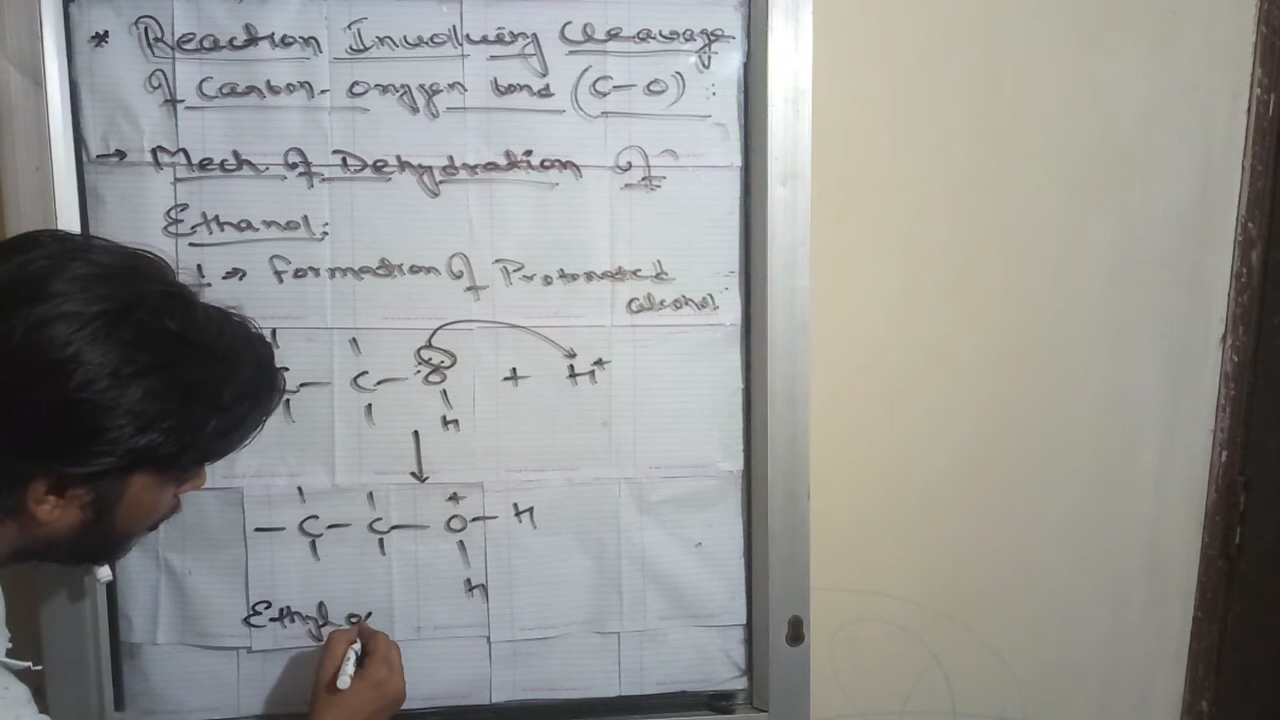 * Reaction Involving Cleavage
of Carbon-Oxygen bond (C-O):
→ Mech of Dehydration of
Ethanol:
1 → Formation of Protonated
alcohol
C - C - O + H+
H
- C - C - O - H
+
H
Ethyl o